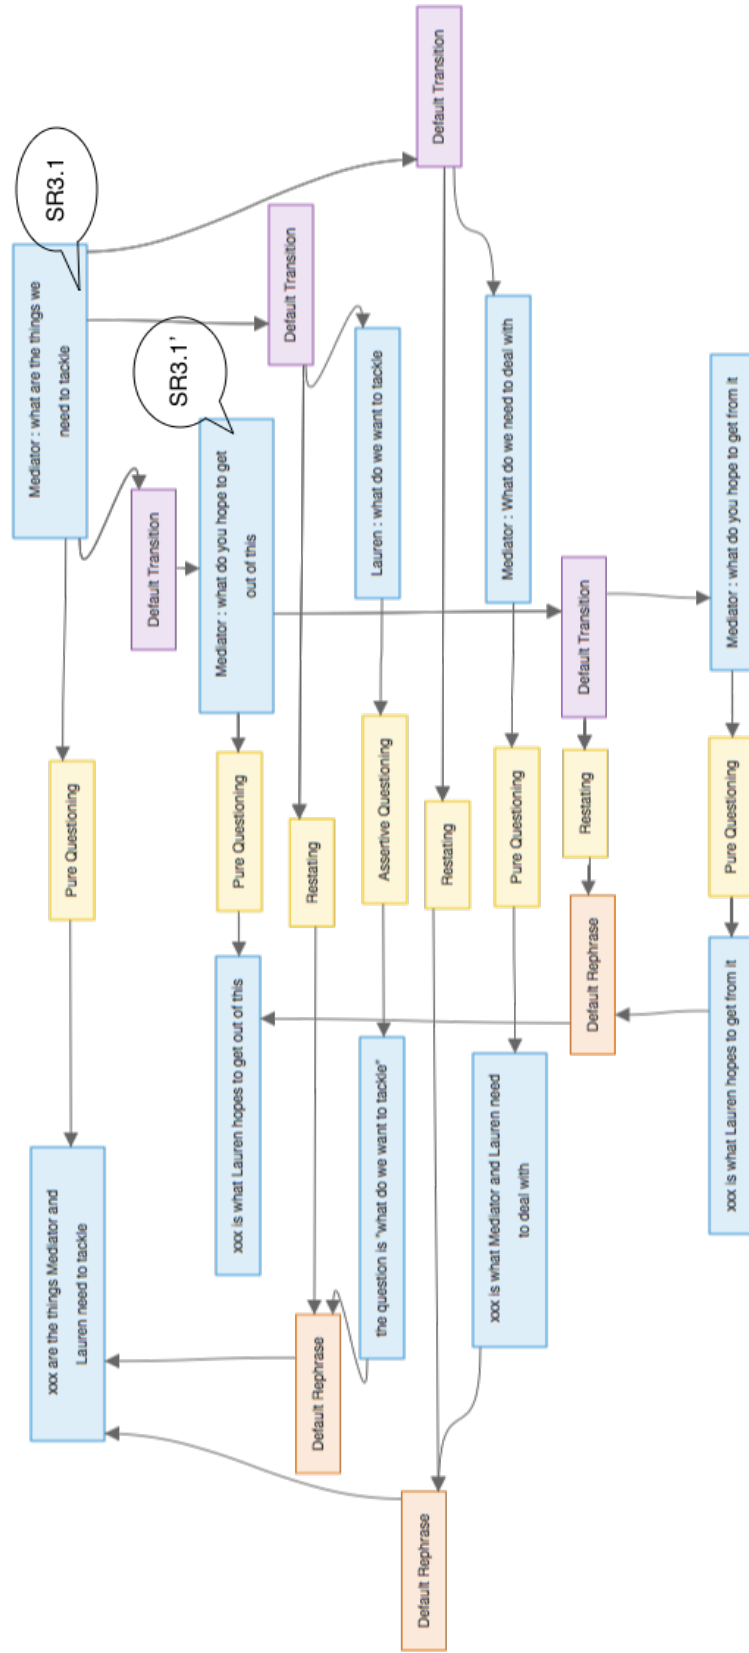 xxx are the things Mediator and
Lauren need to tackle
Pure Questioning
Mediator : what are the things we
need to tackle
SR3.1
Default Transition
xxx is what Lauren hopes to get out of this
Pure Questioning
Mediator : what do you hope to get
out of this
SR3.1’
Default Rephrase
Restating
Default Transition
the question is "what do we want to tackle"
Assertive Questioning
Lauren : what do we want to tackle
Default Rephrase
Restating
Default Transition
xxx is what Mediator and Lauren need
to deal with
Pure Questioning
Mediator : What do we need to deal with
Default Rephrase
Restating
Default Transition
xxx is what Lauren hopes to get from it
Pure Questioning
Mediator : what do you hope to get from it